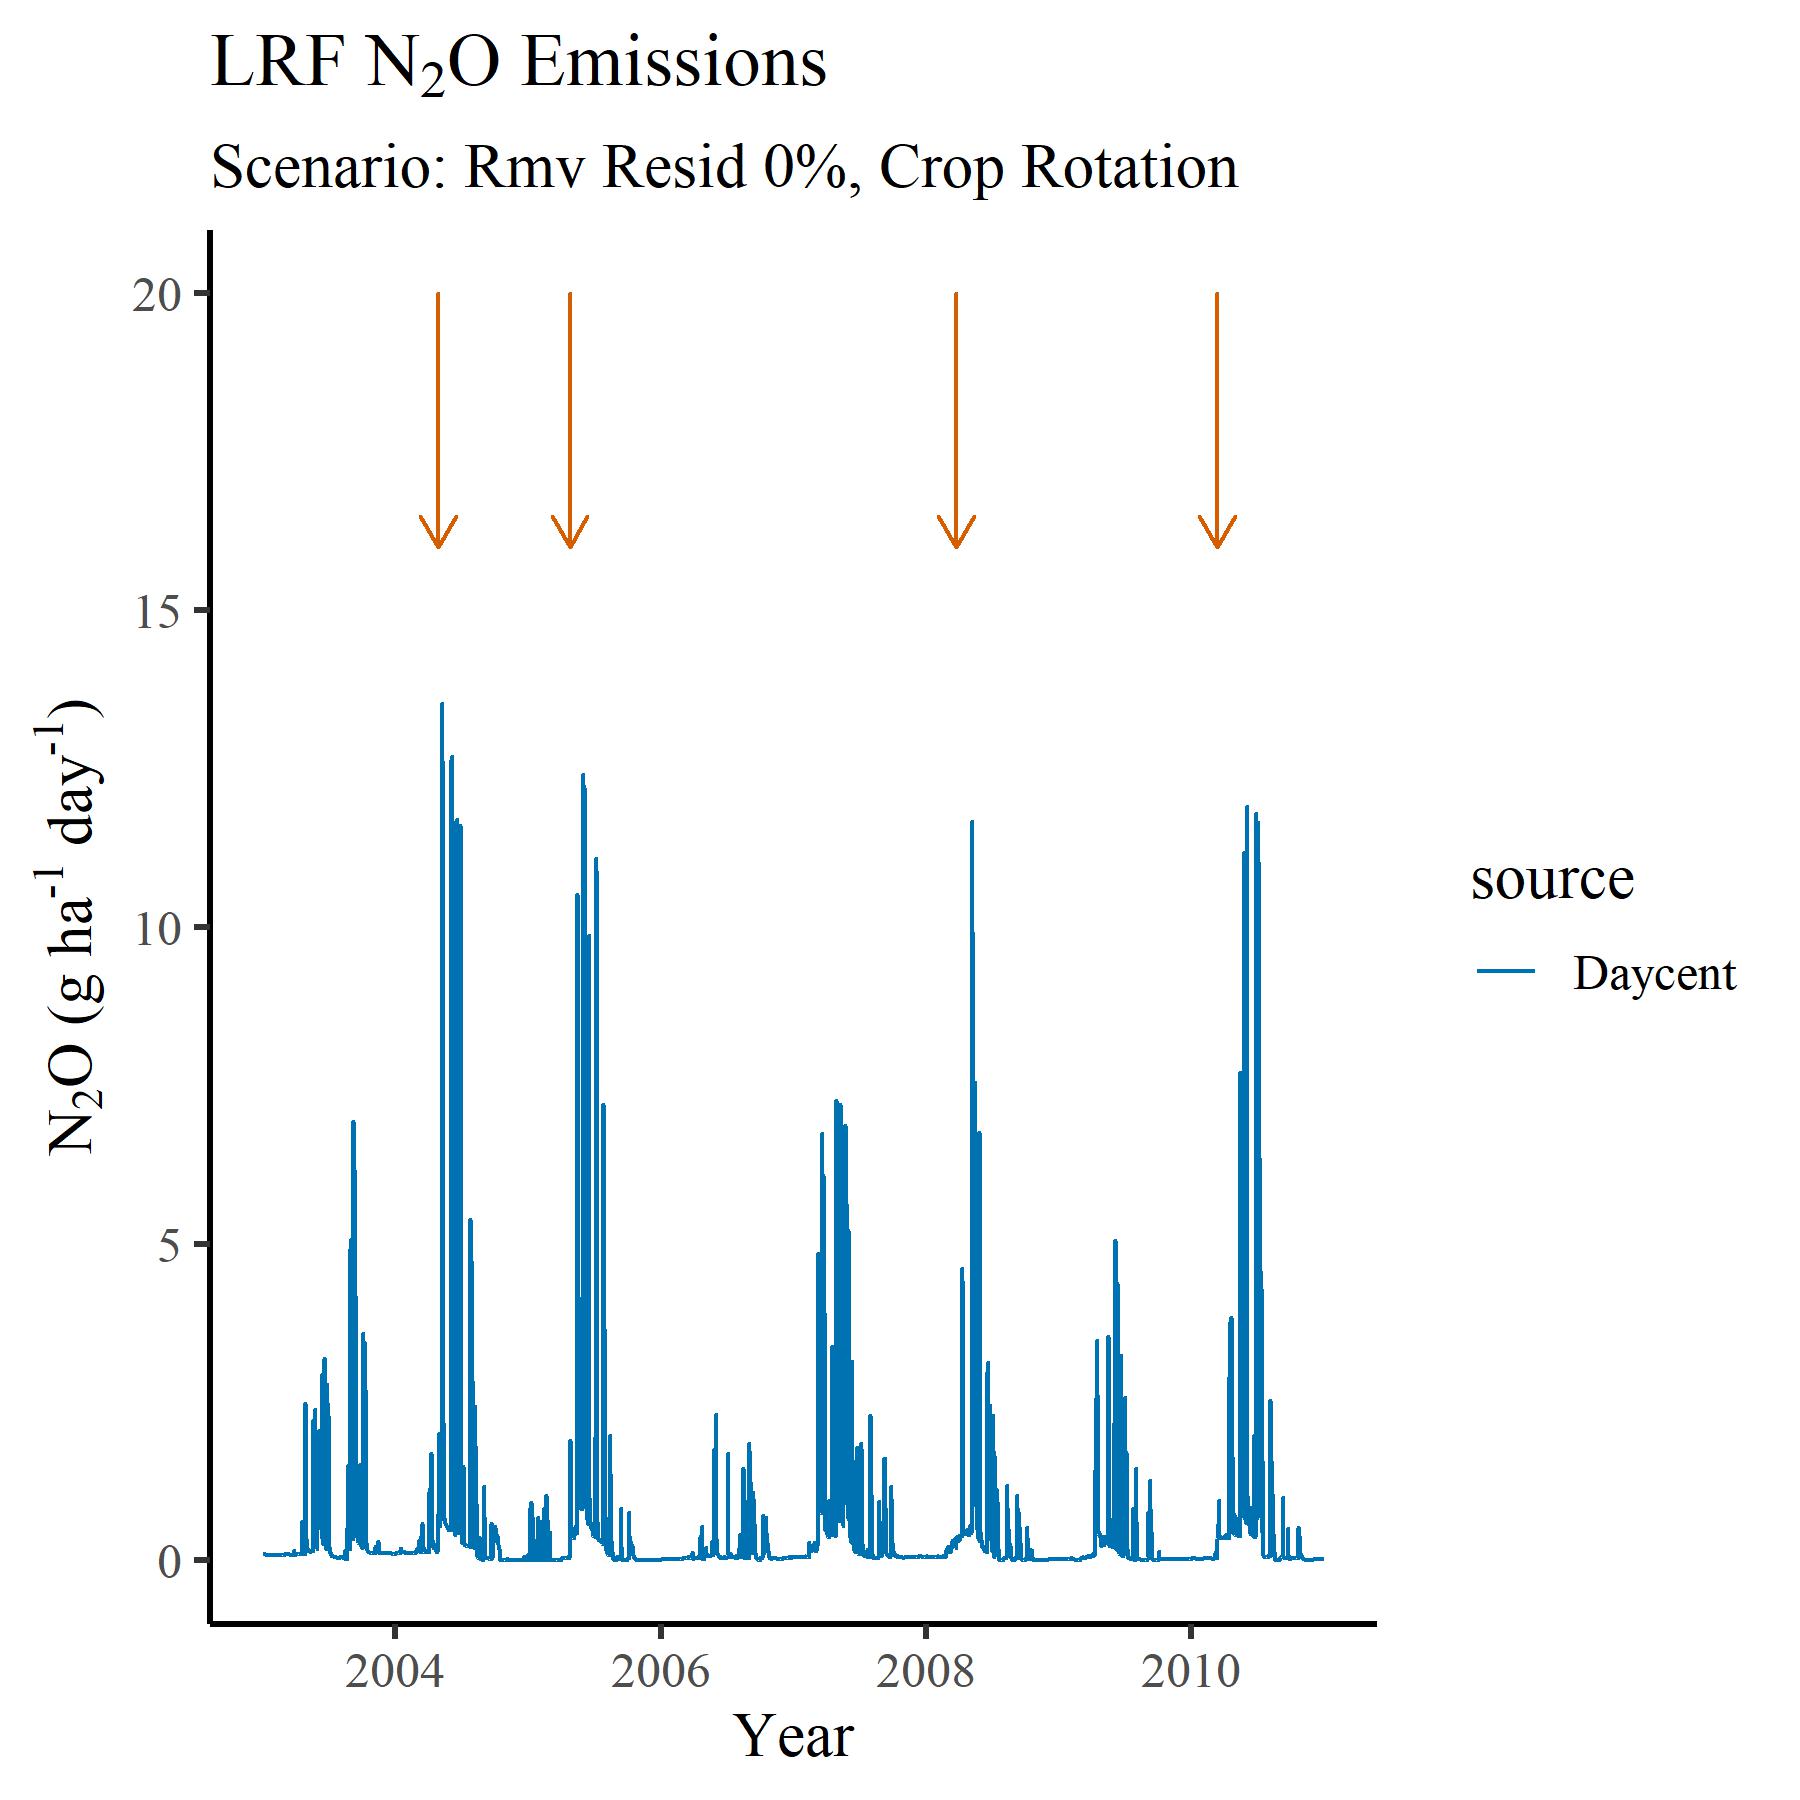 LRF N₂O Emissions
Scenario: Rmv Resid 0%, Crop Rotation
20
15
10
5
0
N₂O (g ha⁻¹ day⁻¹)
2004 2006 2008 2010
Year
source
Daycent